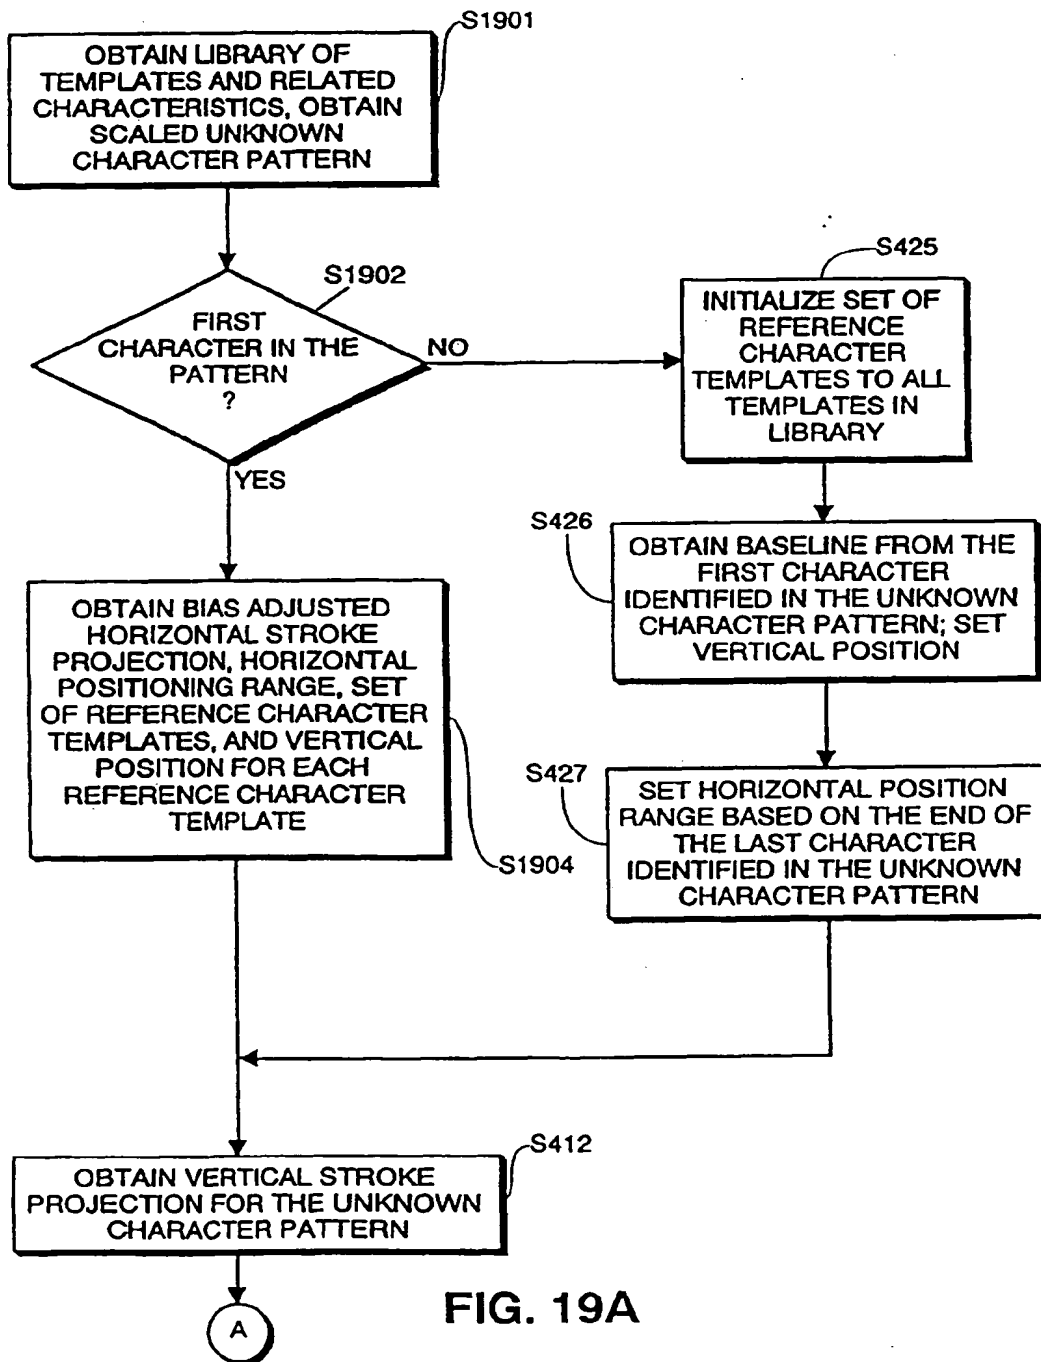 S1901
OBTAIN LIBRARY OF
TEMPLATES AND RELATED
CHARACTERISTICS, OBTAIN
SCALED UNKNOWN
CHARACTER PATTERN
S1902
FIRST
CHARACTER IN THE
PATTERN
?
NO
YES
S425
INITIALIZE SET OF
REFERENCE
CHARACTER
TEMPLATES TO ALL
TEMPLATES IN
LIBRARY
S426
OBTAIN BASELINE FROM THE
FIRST CHARACTER
IDENTIFIED IN THE UNKNOWN
CHARACTER PATTERN; SET
VERTICAL POSITION
OBTAIN BIAS ADJUSTED
HORIZONTAL STROKE
PROJECTION, HORIZONTAL
POSITIONING RANGE, SET
OF REFERENCE CHARACTER
TEMPLATES, AND VERTICAL
POSITION FOR EACH
REFERENCE CHARACTER
TEMPLATE
S1904
S427
SET HORIZONTAL POSITION
RANGE BASED ON THE END OF
THE LAST CHARACTER
IDENTIFIED IN THE UNKNOWN
CHARACTER PATTERN
S412
OBTAIN VERTICAL STROKE
PROJECTION FOR THE UNKNOWN
CHARACTER PATTERN
A
FIG. 19A